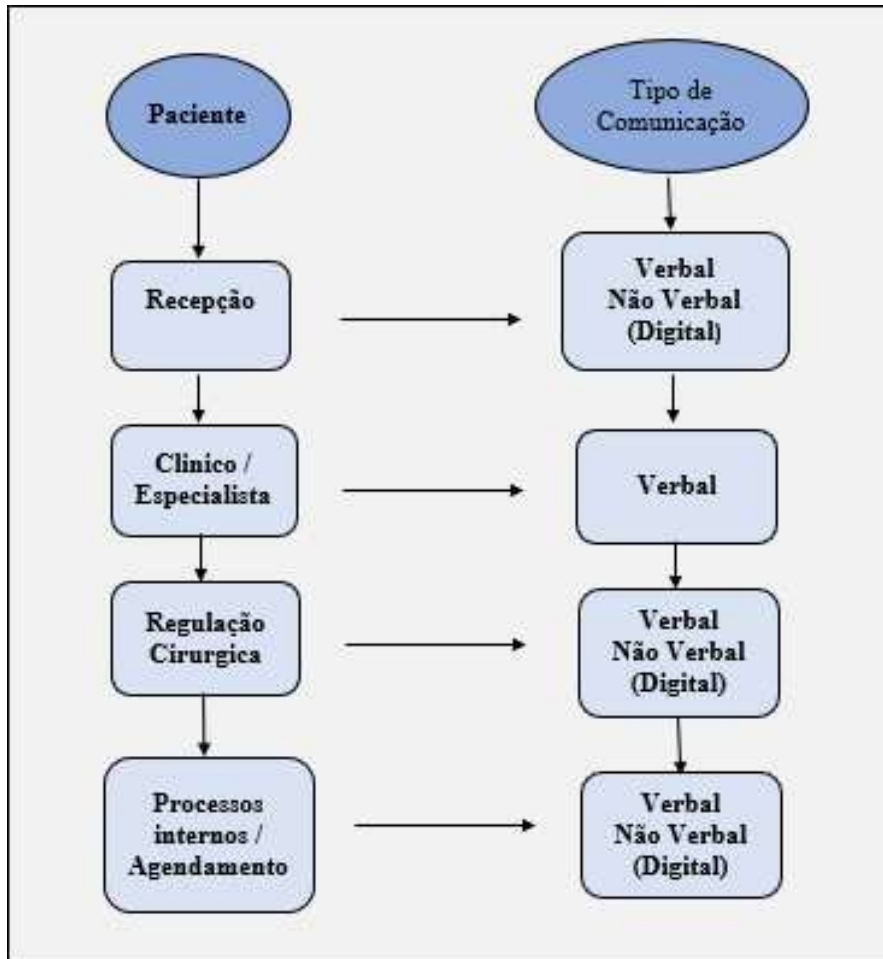 Paciente
Tipo de
Comunicação
Recepção
Verbal
Não Verbal
(Digital)
Clinico /
Especialista
Verbal
Regulação
Cirurgica
Verbal
Não Verbal
(Digital)
Processos
internos /
Agendamento
Verbal
Não Verbal
(Digital)